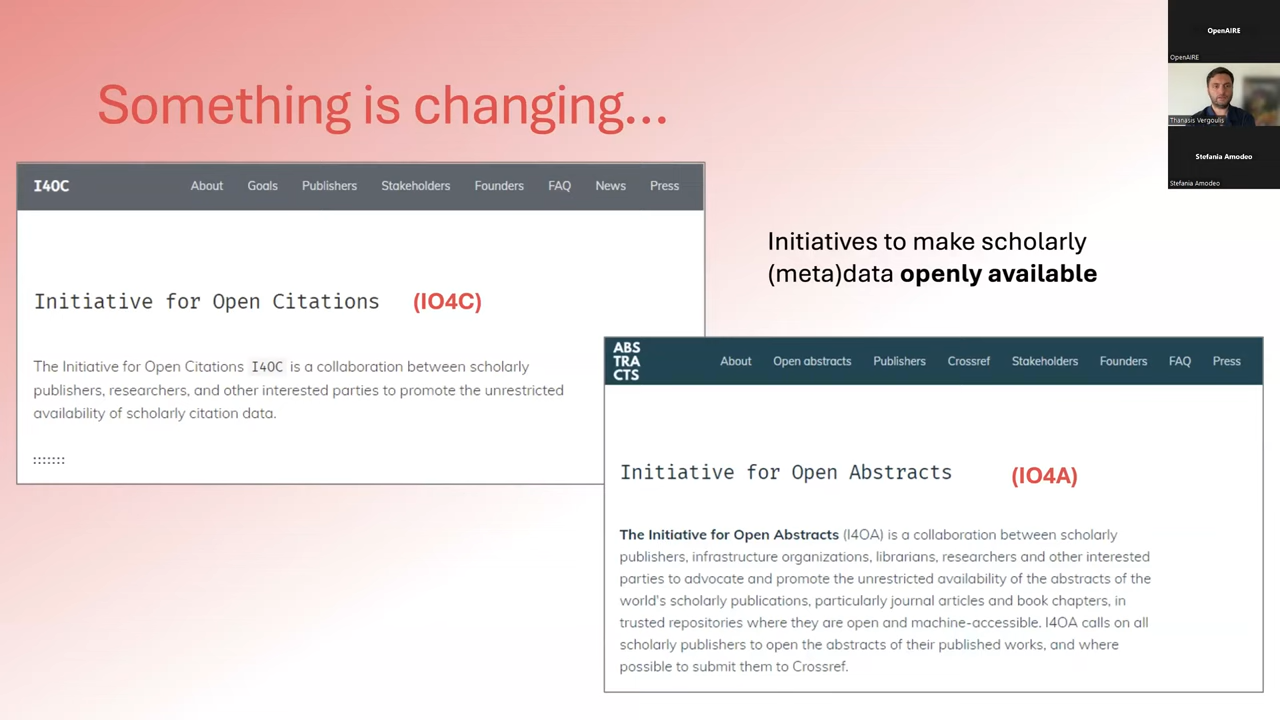 Something is changing...
OpenAIRE
OpenAIRE
Thanasis Vergoulis
Stefania Amodeo
Stefania Amodeo
I4OC About Goals Publishers Stakeholders Founders FAQ News Press
Initiative for Open Citations (IO4C)
The Initiative for Open Citations I4OC is a collaboration between scholarly
publishers, researchers, and other interested parties to promote the unrestricted
availability of scholarly citation data.
:::::::
Initiatives to make scholarly
(meta)data openly available
ABS
TRA
CTS
About Open abstracts Publishers Crossref Stakeholders Founders FAQ Press
Initiative for Open Abstracts (IO4A)
The Initiative for Open Abstracts (I4OA) is a collaboration between scholarly
publishers, infrastructure organizations, librarians, researchers and other interested
parties to advocate and promote the unrestricted availability of the abstracts of the
world's scholarly publications, particularly journal articles and book chapters, in
trusted repositories where they are open and machine-accessible. I4OA calls on all
scholarly publishers to open the abstracts of their published works, and where
possible to submit them to Crossref.